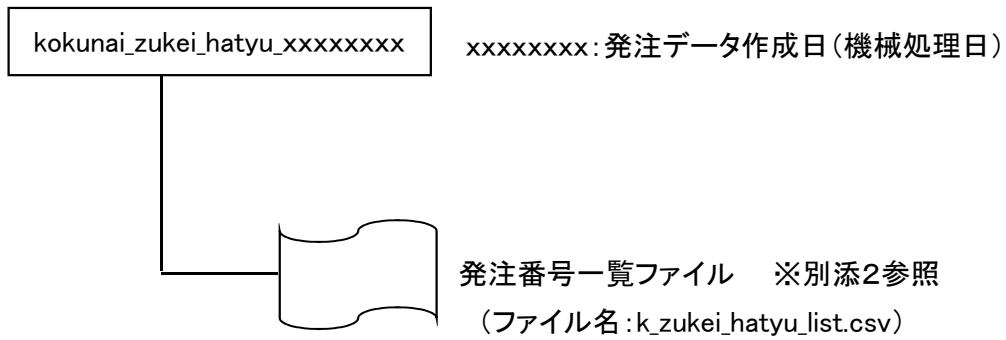 kokunai_zukei_hatyu_xxxxxxxx xxxxxxxx:発注データ作成日(機械処理日)
発注番号一覧ファイル ※別添2参照
(ファイル名:k_zukei_hatyu_list.csv)